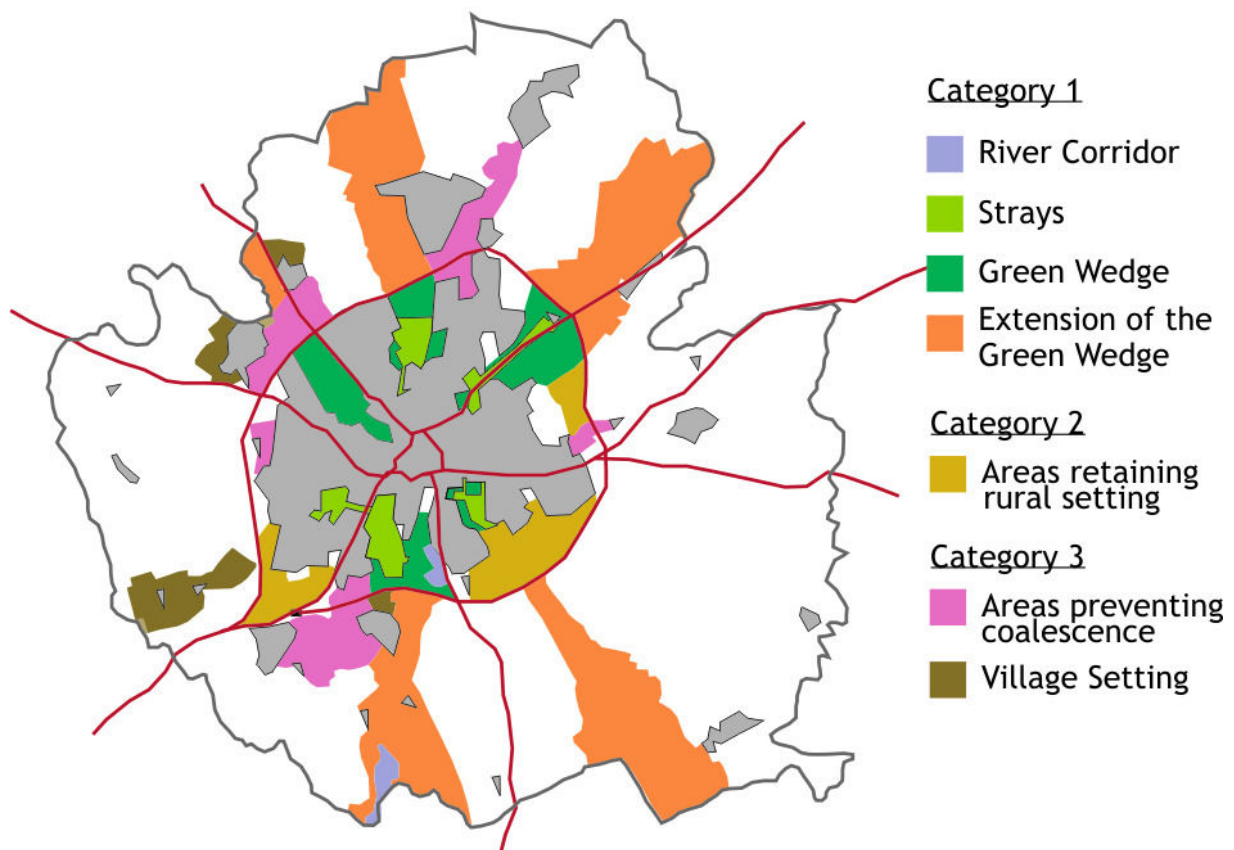 Category 1
River Corridor
Strays
Green Wedge
Extension of the
Green Wedge
Category 2
Areas retaining
rural setting
Category 3
Areas preventing
coalescence
Village Setting